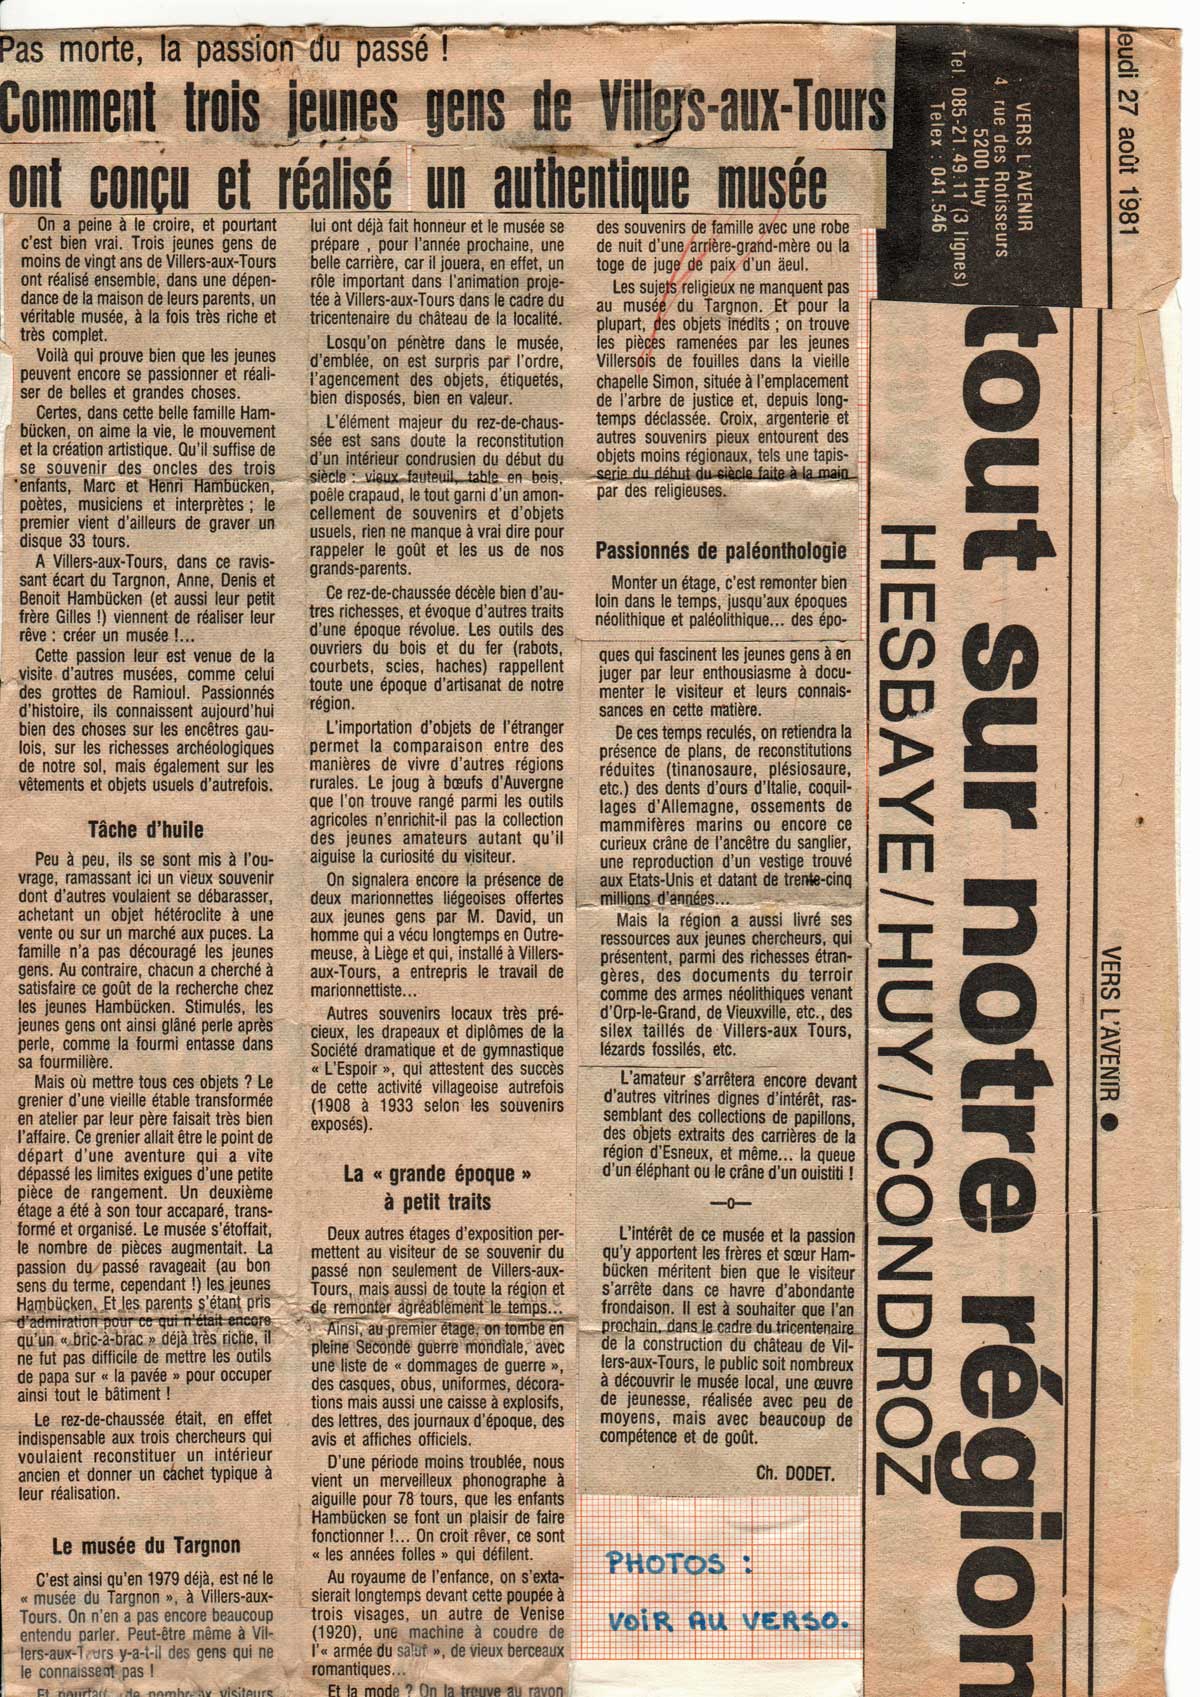 Pas morte, la passion du passé !
Comment trois jeunes gens de Villers-aux-Tours
ont conçu et réalisé un authentique musée
On a peine à le croire, et pourtant
c'est bien vrai. Trois jeunes gens de
moins de vingt ans de Villers-aux-Tours
ont réalisé ensemble, dans une dépen-
dance de la maison de leurs parents, un
véritable musée, à la fois très riche et
très complet.
Voilà qui prouve bien que les jeunes
peuvent encore se passionner et réali-
ser de belles et grandes choses.
Certes, dans cette belle famille Ham-
bücken, on aime la vie, le mouvement
et la création artistique. Qu'il suffise de
se souvenir des oncles des trois
enfants, Marc et Henri Hambücken,
poètes, musiciens et interprètes ; le
premier vient d'ailleurs de graver un
disque 33 tours.
A Villers-aux-Tours, dans ce ravis-
sant écart du Targnon, Anne, Denis et
Benoit Hambücken (et aussi leur petit
frère Gilles !) viennent de réaliser leur
rêve : créer un musée !...
Cette passion leur est venue de la
visite d'autres musées, comme celui
des grottes de Ramioul. Passionnés
d'histoire, ils connaissent aujourd'hui
bien des choses sur les encêtres gau-
lois, sur les richesses archéologiques
de notre sol, mais également sur les
vêtements et objets usuels d'autrefois.
Tâche d'huile
Peu à peu, ils se sont mis à l'ou-
vrage, ramassant ici un vieux souvenir
dont d'autres voulaient se débarasser,
achetant un objet hétéroclite à une
vente ou sur un marché aux puces. La
famille n'a pas découragé les jeunes
gens. Au contraire, chacun a cherché à
satisfaire ce goût de la recherche chez
les jeunes Hambücken. Stimulés, les
jeunes gens ont ainsi glâné perle après
perle, comme la fourmi entasse dans
sa fourmilière.
Mais où mettre tous ces objets ? Le
grenier d'une vieille étable transformée
en atelier par leur père faisait très bien
l'affaire. Ce grenier allait être le point de
départ d'une aventure qui a vite
dépassé les limites exigues d'une petite
pièce de rangement. Un deuxième
étage a été à son tour accaparé, trans-
formé et organisé. Le musée s'étoffait,
le nombre de pièces augmentait. La
passion du passé ravageait (au bon
sens du terme, cependant !) les jeunes
Hambücken. Et les parents s'étant pris
d'admiration pour ce qui n'était encore
qu'un « bric-à-brac » déjà très riche, il
ne fut pas difficile de mettre les outils
de papa sur « la pavée » pour occuper
ainsi tout le bâtiment !
Le rez-de-chaussée était, en effet
indispensable aux trois chercheurs qui
voulaient reconstituer un intérieur
ancien et donner un cachet typique à
leur réalisation.
Le musée du Targnon
C'est ainsi qu'en 1979 déjà, est né le
« musée du Targnon », à Villers-aux-
Tours. On n'en a pas encore beaucoup
entendu parler. Peut-être même à Vil-
lers-aux-Tours y-a-t-il des gens qui ne
le connaissent pas !
Et pourtant, de nombreux visiteurs
lui ont déjà fait honneur et le musée se
prépare , pour l'année prochaine, une
belle carrière, car il jouera, en effet, un
rôle important dans l'animation proje-
tée à Villers-aux-Tours dans le cadre du
tricentenaire du château de la localité.
Losqu'on pénètre dans le musée,
d'emblée, on est surpris par l'ordre,
l'agencement des objets, étiquetés,
bien disposés, bien en valeur.
L'élément majeur du rez-de-chaus-
sée est sans doute la reconstitution
d'un intérieur condrusien du début du
siècle : vieux fauteuil, table en bois,
poêle crapaud, le tout garni d'un amon-
cellement de souvenirs et d'objets
usuels, rien ne manque à vrai dire pour
rappeler le goût et les us de nos
grands-parents.
Ce rez-de-chaussée décèle bien d'au-
tres richesses, et évoque d'autres traits
d'une époque révolue. Les outils des
ouvriers du bois et du fer (rabots,
courbets, scies, haches) rappellent
toute une époque d'artisanat de notre
région.
L'importation d'objets de l'étranger
permet la comparaison entre des
manières de vivre d'autres régions
rurales. Le joug à bœufs d'Auvergne
que l'on trouve rangé parmi les outils
agricoles n'enrichit-il pas la collection
des jeunes amateurs autant qu'il
aiguise la curiosité du visiteur.
On signalera encore la présence de
deux marionnettes liégeoises offertes
aux jeunes gens par M. David, un
homme qui a vécu longtemps en Outre-
meuse, à Liège et qui, installé à Villers-
aux-Tours, a entrepris le travail de
marionnettiste...
Autres souvenirs locaux très pré-
cieux, les drapeaux et diplômes de la
Société dramatique et de gymnastique
« L'Espoir », qui attestent des succès
de cette activité villageoise autrefois
(1908 à 1933 selon les souvenirs
exposés).
La « grande époque »
à petit traits
Deux autres étages d'exposition per-
mettent au visiteur de se souvenir du
passé non seulement de Villers-aux-
Tours, mais aussi de toute la région et
de remonter agréablement le temps...
Ainsi, au premier étage, on tombe en
pleine Seconde guerre mondiale, avec
une liste de « dommages de guerre »,
des casques, obus, uniformes, décora-
tions mais aussi une caisse à explosifs,
des lettres, des journaux d'époque, des
avis et affiches officiels.
D'une période moins troublée, nous
vient un merveilleux phonographe à
aiguille pour 78 tours, que les enfants
Hambücken se font un plaisir de faire
fonctionner !... On croit rêver, ce sont
« les années folles » qui défilent.
Au royaume de l'enfance, on s'exta-
sierait longtemps devant cette poupée à
trois visages, un autre de Venise
(1920), une machine à coudre de
l'« armée du salut », de vieux berceaux
romantiques...
Et la mode ? On la trouve au rayon
des souvenirs de famille avec une robe
de nuit d'une arrière-grand-mère ou la
toge de juge de paix d'un äeul.
Les sujets religieux ne manquent pas
au musée du Targnon. Et pour la
plupart, des objets inédits ; on trouve
les pièces ramenées par les jeunes
Villersois de fouilles dans la vieille
chapelle Simon, située à l'emplacement
de l'arbre de justice et, depuis long-
temps déclassée. Croix, argenterie et
autres souvenirs pieux entourent des
objets moins régionaux, tels une tapis-
serie du début du siècle faite à la main
par des religieuses.
Passionnés de paléonthologie
Monter un étage, c'est remonter bien
loin dans le temps, jusqu'aux époques
néolithique et paléolithique... des épo-
ques qui fascinent les jeunes gens à en
juger par leur enthousiasme à docu-
menter le visiteur et leurs connais-
sances en cette matière.
De ces temps reculés, on retiendra la
présence de plans, de reconstitutions
réduites (tinanosaure, plésiosaure,
etc.) des dents d'ours d'Italie, coquil-
lages d'Allemagne, ossements de
mammifères marins ou encore ce
curieux crâne de l'ancêtre du sanglier,
une reproduction d'un vestige trouvé
aux Etats-Unis et datant de trente-cinq
millions d'années...
Mais la région a aussi livré ses
ressources aux jeunes chercheurs, qui
présentent, parmi des richesses étran-
gères, des documents du terroir
comme des armes néolithiques venant
d'Orp-le-Grand, de Vieuxville, etc., des
silex taillés de Villers-aux Tours,
lézards fossilés, etc.
L'amateur s'arrêtera encore devant
d'autres vitrines dignes d'intérêt, ras-
semblant des collections de papillons,
des objets extraits des carrières de la
région d'Esneux, et même... la queue
d'un éléphant ou le crâne d'un ouistiti !
—o—
L'intérêt de ce musée et la passion
qu'y apportent les frères et sœur Ham-
bücken méritent bien que le visiteur
s'arrête dans ce havre d'abondante
frondaison. Il est à souhaiter que l'an
prochain, dans le cadre du tricentenaire
de la construction du château de Vil-
lers-aux-Tours, le public soit nombreux
à découvrir le musée local, une œuvre
de jeunesse, réalisée avec peu de
moyens, mais avec beaucoup de
compétence et de goût.
Ch. DODET.
PHOTOS :
VOIR AU VERSO.
jeudi 27 août 1981
VERS L'AVENIR ●
VERS L'AVENIR
4, rue des Rotisseurs
5200 Huy
Tel. 085-21.49.11 (3 lignes)
Telex : 041.546
tout sur notre région
HESBAYE / HUY / CONDROZ